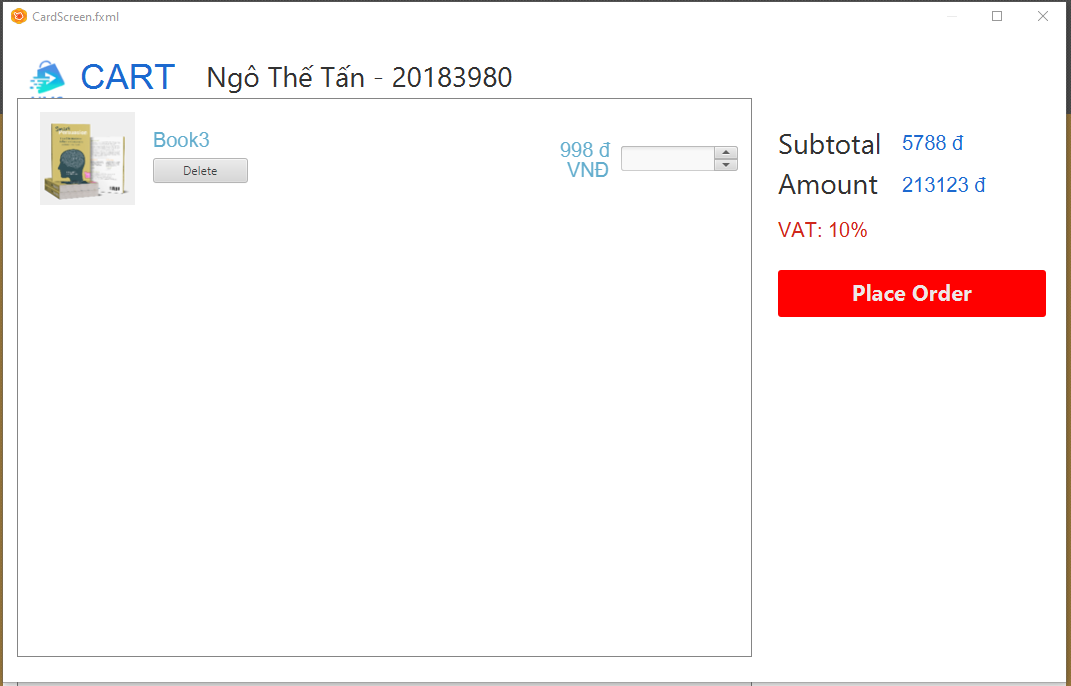 CardScreen.fxml
CART
Ngô Thế Tấn - 20183980
Book3
Delete
998 đ
VNĐ
Subtotal 5788 đ
Amount 213123 đ
VAT: 10%
Place Order